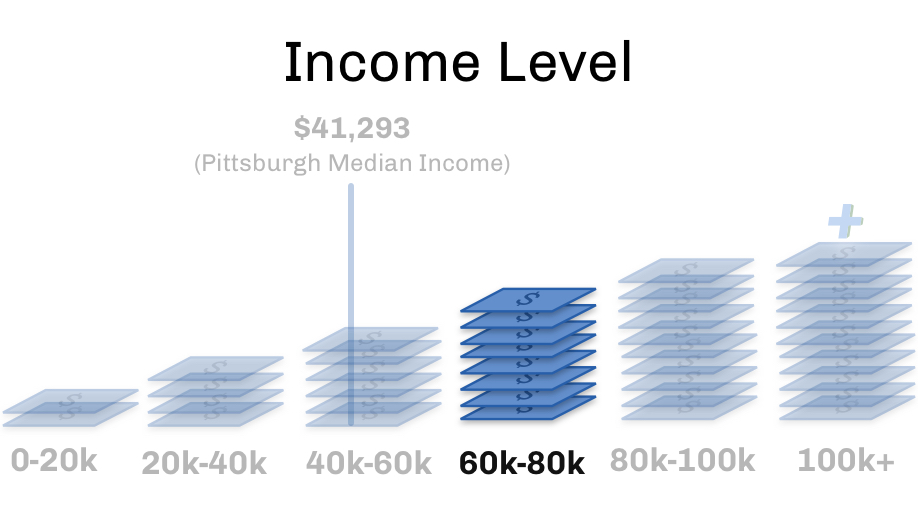 Income Level
$41,293
(Pittsburgh Median Income)
+
0-20k 20k-40k 40k-60k 60k-80k 80k-100k 100k+